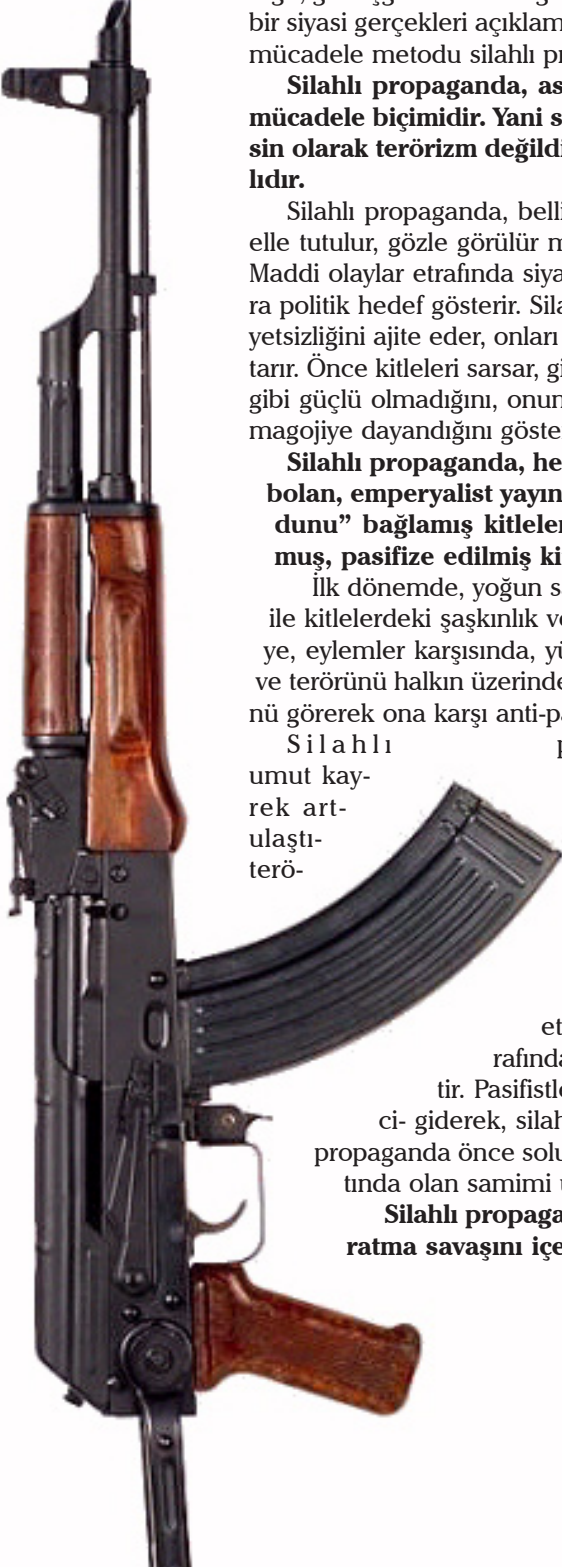 bir siyasi gerçekleri açıklam
mücadele metodu silahlı pr
Silahlı propaganda, as
mücadele biçimidir. Yani s
sin olarak terörizm değildi
lıdır.
Silahlı propaganda, belli
elle tutulur, gözle görülür m
Maddi olaylar etrafında siya
ra politik hedef gösterir. Sila
yetsizliğini ajite eder, onları
tarır. Önce kitleleri sarsar, gi
gibi güçlü olmadığını, onun
magojiye dayandığını göste
Silahlı propaganda, he
bolan, emperyalist yayın
dunu” bağlamış kitleler
muş, pasifize edilmiş ki
İlk dönemde, yoğun sa
ile kitlelerdeki şaşkınlık ve
ye, eylemler karşısında, yü
ve terörünü halkın üzerinde
nü görerek ona karşı anti-pa
Silahlı p
umut kay-
rek art-
ulaştı-
terö-
et
rafında
tir. Pasifistle
ci- giderek, silah
propaganda önce solu
tında olan samimi u
Silahlı propaga
ratma savaşını içe